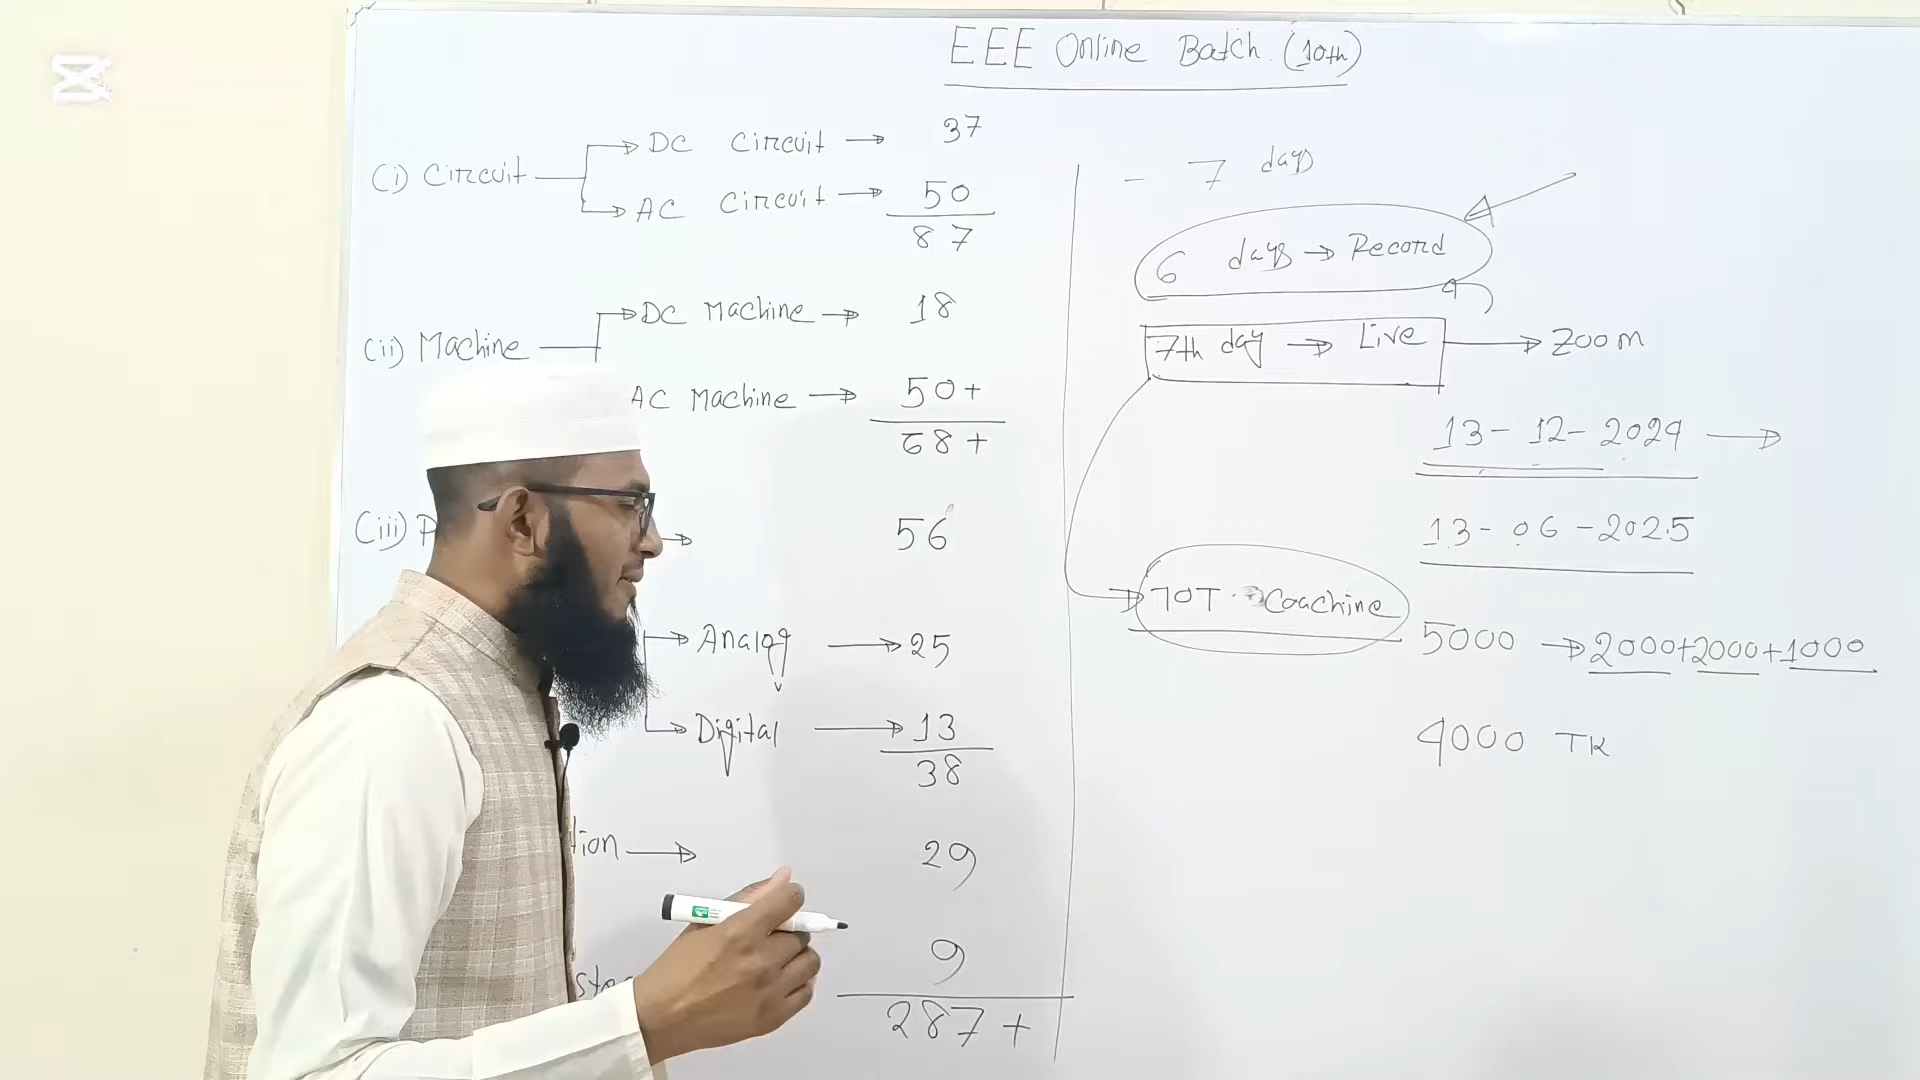 EEE Online Batch (10th)
(i) Circuit
DC Circuit → 37
AC Circuit → 50
87
(ii) Machine
DC Machine → 18
AC Machine → 50+
68+
(iii) P → 56
Analog → 25
Digital → 13
38
tion → 29
9
287 +
- 7 days
6 days → Record
7th day → Live → Zoom
13 - 12 - 2024 →
13 - 06 - 2025
TOT Coachine
5000 → 2000+2000+1000
4000 TK